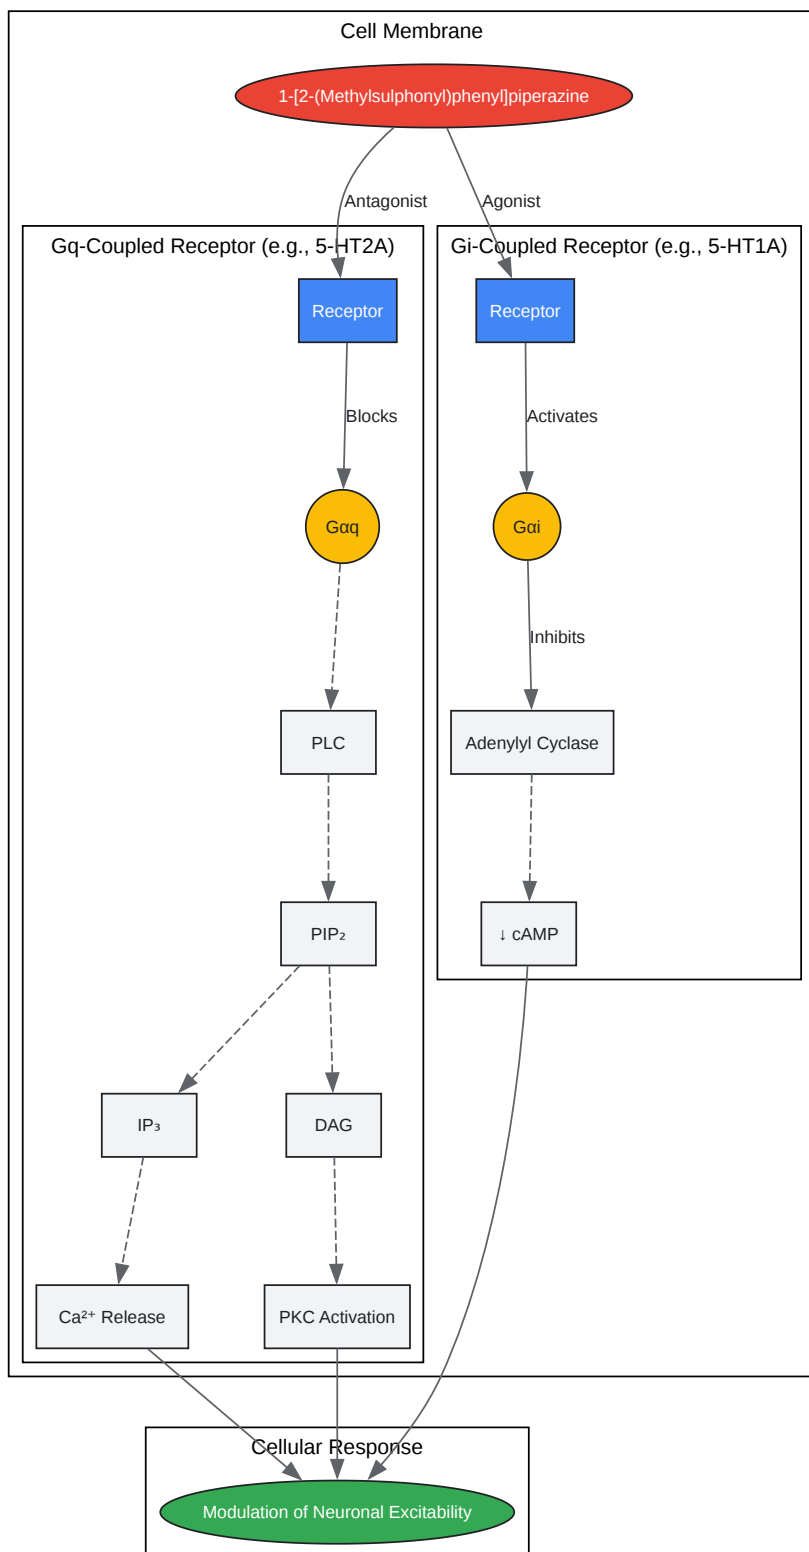 Cell Membrane
1-[2-(Methylsulphonyl)phenyl]piperazine
Antagonist
Agonist
Gq-Coupled Receptor (e.g., 5-HT2A)
Gi-Coupled Receptor (e.g., 5-HT1A)
Receptor
Receptor
Blocks
Activates
Gαq
Gαi
Inhibits
PLC
Adenylyl Cyclase
PIP₂
↓ cAMP
IP₃
DAG
Ca²⁺ Release
PKC Activation
Cellular Response
Modulation of Neuronal Excitability